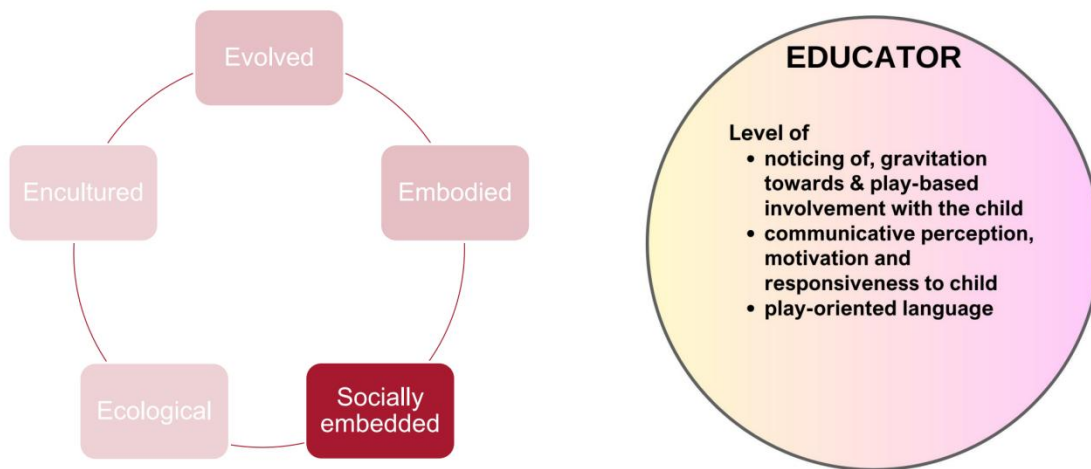 Evolved
Encultured
Embodied
Ecological
Socially
embedded
EDUCATOR
Level of
• noticing of, gravitation
towards & play-based
involvement with the child
• communicative perception,
motivation and
responsiveness to child
• play-oriented language